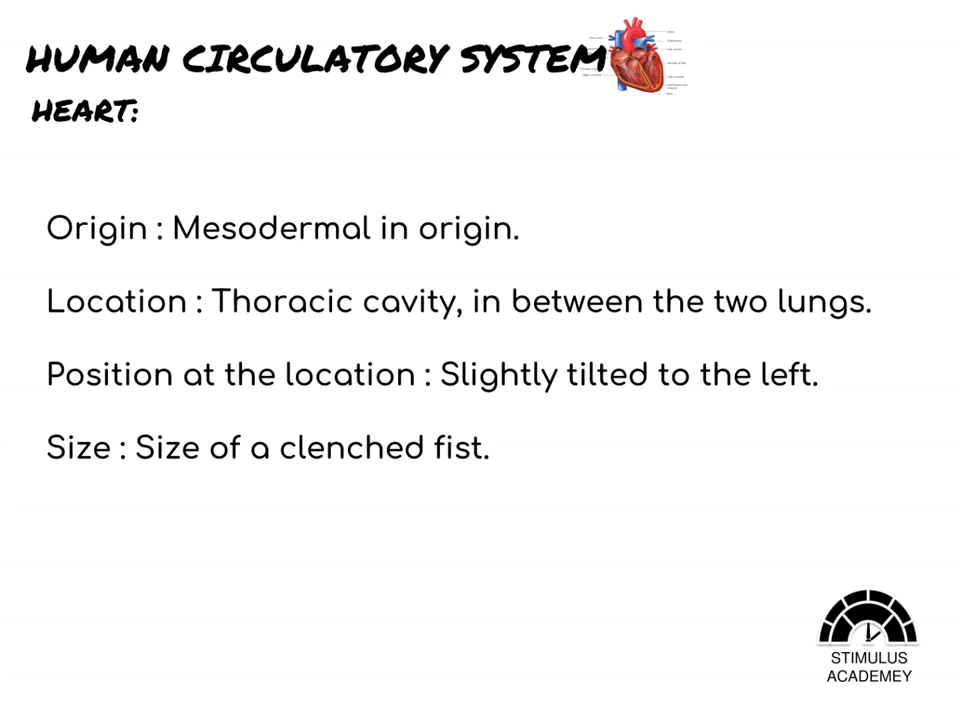 HUMAN CIRCULATORY SYSTEM
HEART:
Origin : Mesodermal in origin.
Location : Thoracic cavity, in between the two lungs.
Position at the location : Slightly tilted to the left.
Size : Size of a clenched fist.
STIMULUS
ACADEMEY